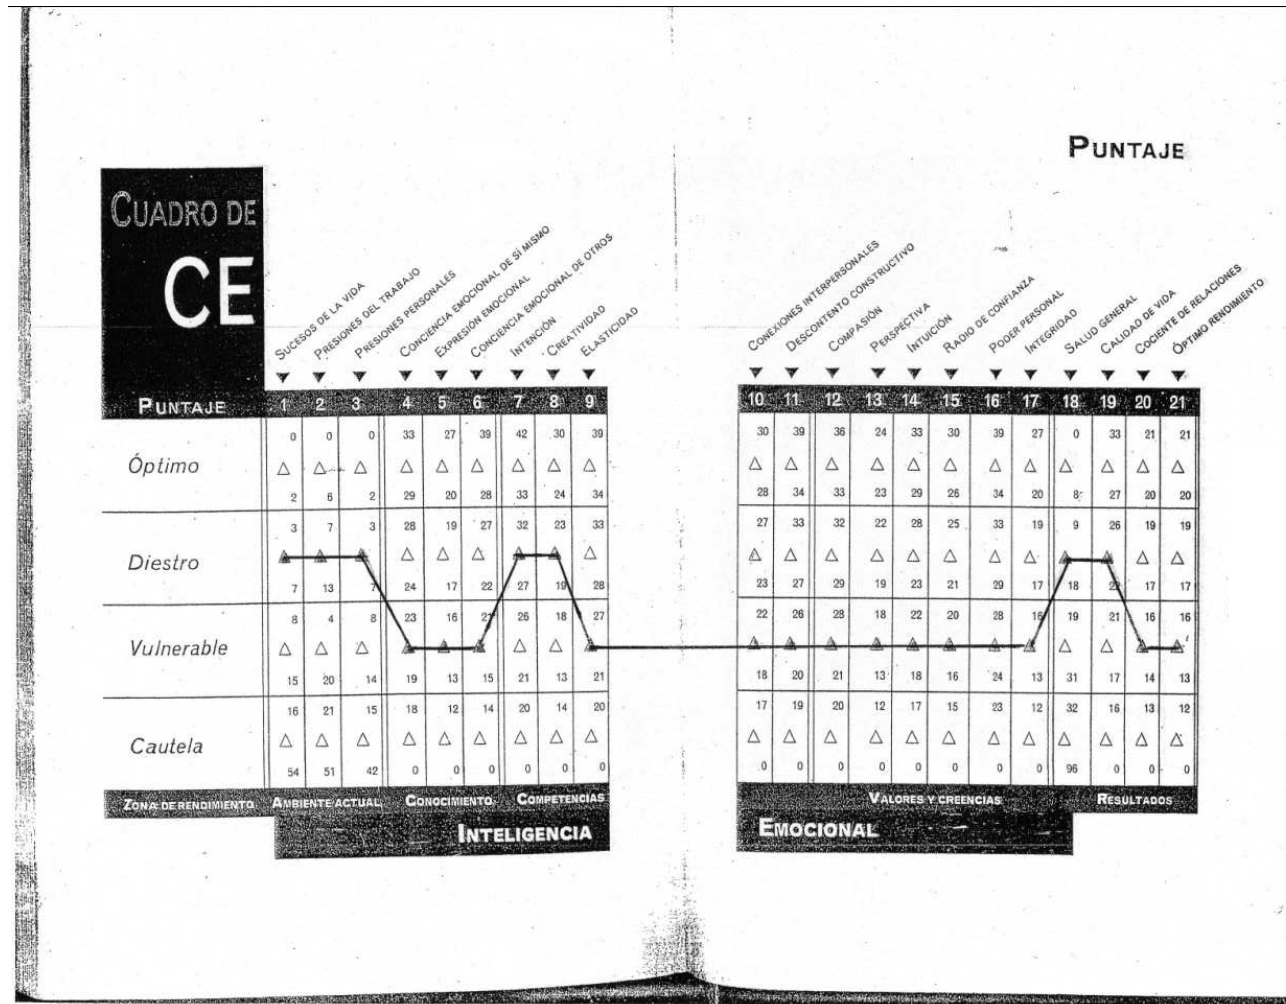 PUNTAJE
CUADRO DE
CE
SUCESOS DE LA VIDA
PRESIONES DEL TRABAJO
PRESIONES PERSONALES
CONCIENCIA EMOCIONAL DE SÍ MISMO
EXPRESIÓN EMOCIONAL
CONCIENCIA EMOCIONAL DE OTROS
INTENCIÓN
CREATIVIDAD
ELASTICIDAD
CONEXIONES INTERPERSONALES
DESCONTENTO CONSTRUCTIVO
COMPASIÓN
PERSPECTIVA
INTUICIÓN
RADIO DE CONFIANZA
PODER PERSONAL
INTEGRIDAD
SALUD GENERAL
CALIDAD DE VIDA
COCIENTE DE RELACIONES
ÓPTIMO RENDIMIENTO
PUNTAJE 1 2 3 4 5 6 7 8 9 10 11 12 13 14 15 16 17 18 19 20 21
0 0 0 33 27 39 42 30 39 30 39 36 24 33 30 39 27 0 33 21 21
Óptimo
2 6 2 29 20 28 33 24 34 28 34 33 23 29 26 34 20 8 27 20 20
3 7 3 28 19 27 32 23 33 27 33 32 22 28 25 33 19 9 26 19 19
Diestro
7 13 7 24 17 22 27 19 28 23 27 29 19 23 21 29 17 18 17 17
8 4 8 23 16 21 26 18 27 22 26 28 18 22 20 28 16 19 21 16 16
Vulnerable
15 20 14 19 13 15 21 13 21 18 20 21 13 18 16 24 13 31 17 14 13
16 21 15 18 12 14 20 14 20 17 19 20 12 17 15 23 12 32 16 13 12
Cautela
54 51 42 0 0 0 0 0 0 0 0 0 0 0 0 0 0 96 0 0 0
ZONA DE RENDIMIENTO AMBIENTE ACTUAL CONOCIMIENTO COMPETENCIAS VALORES Y CREENCIAS RESULTADOS
INTELIGENCIA EMOCIONAL